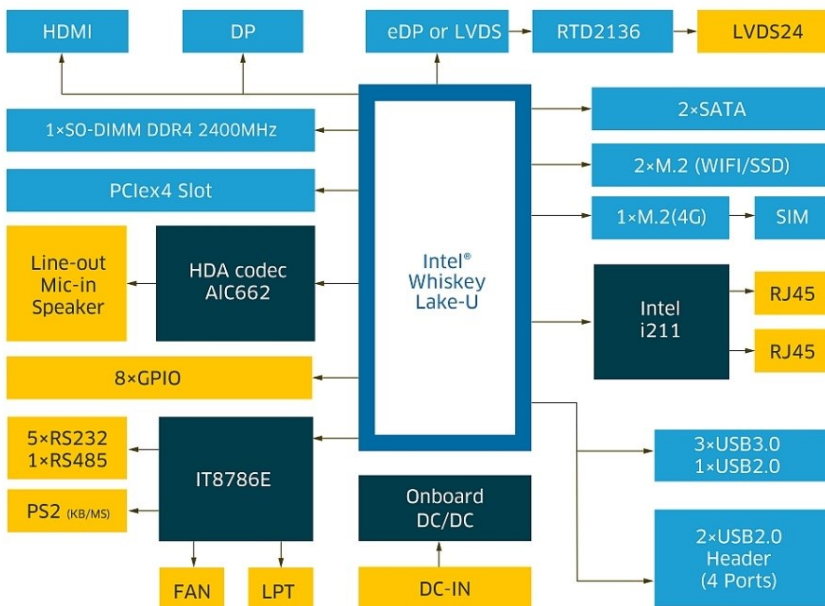 HDMI
DP
eDP or LVDS
RTD2136
LVDS24
1×SO-DIMM DDR4 2400MHz
2×SATA
PCIex4 Slot
2×M.2 (WIFI/SSD)
1×M.2(4G)
SIM
Line-out
Mic-in
Speaker
HDA codec
AIC662
Intel®
Whiskey
Lake-U
Intel
i211
RJ45
RJ45
8×GPIO
5×RS232
1×RS485
IT8786E
PS2 (KB/MS)
FAN
LPT
Onboard
DC/DC
DC-IN
3×USB3.0
1×USB2.0
2×USB2.0
Header
(4 Ports)